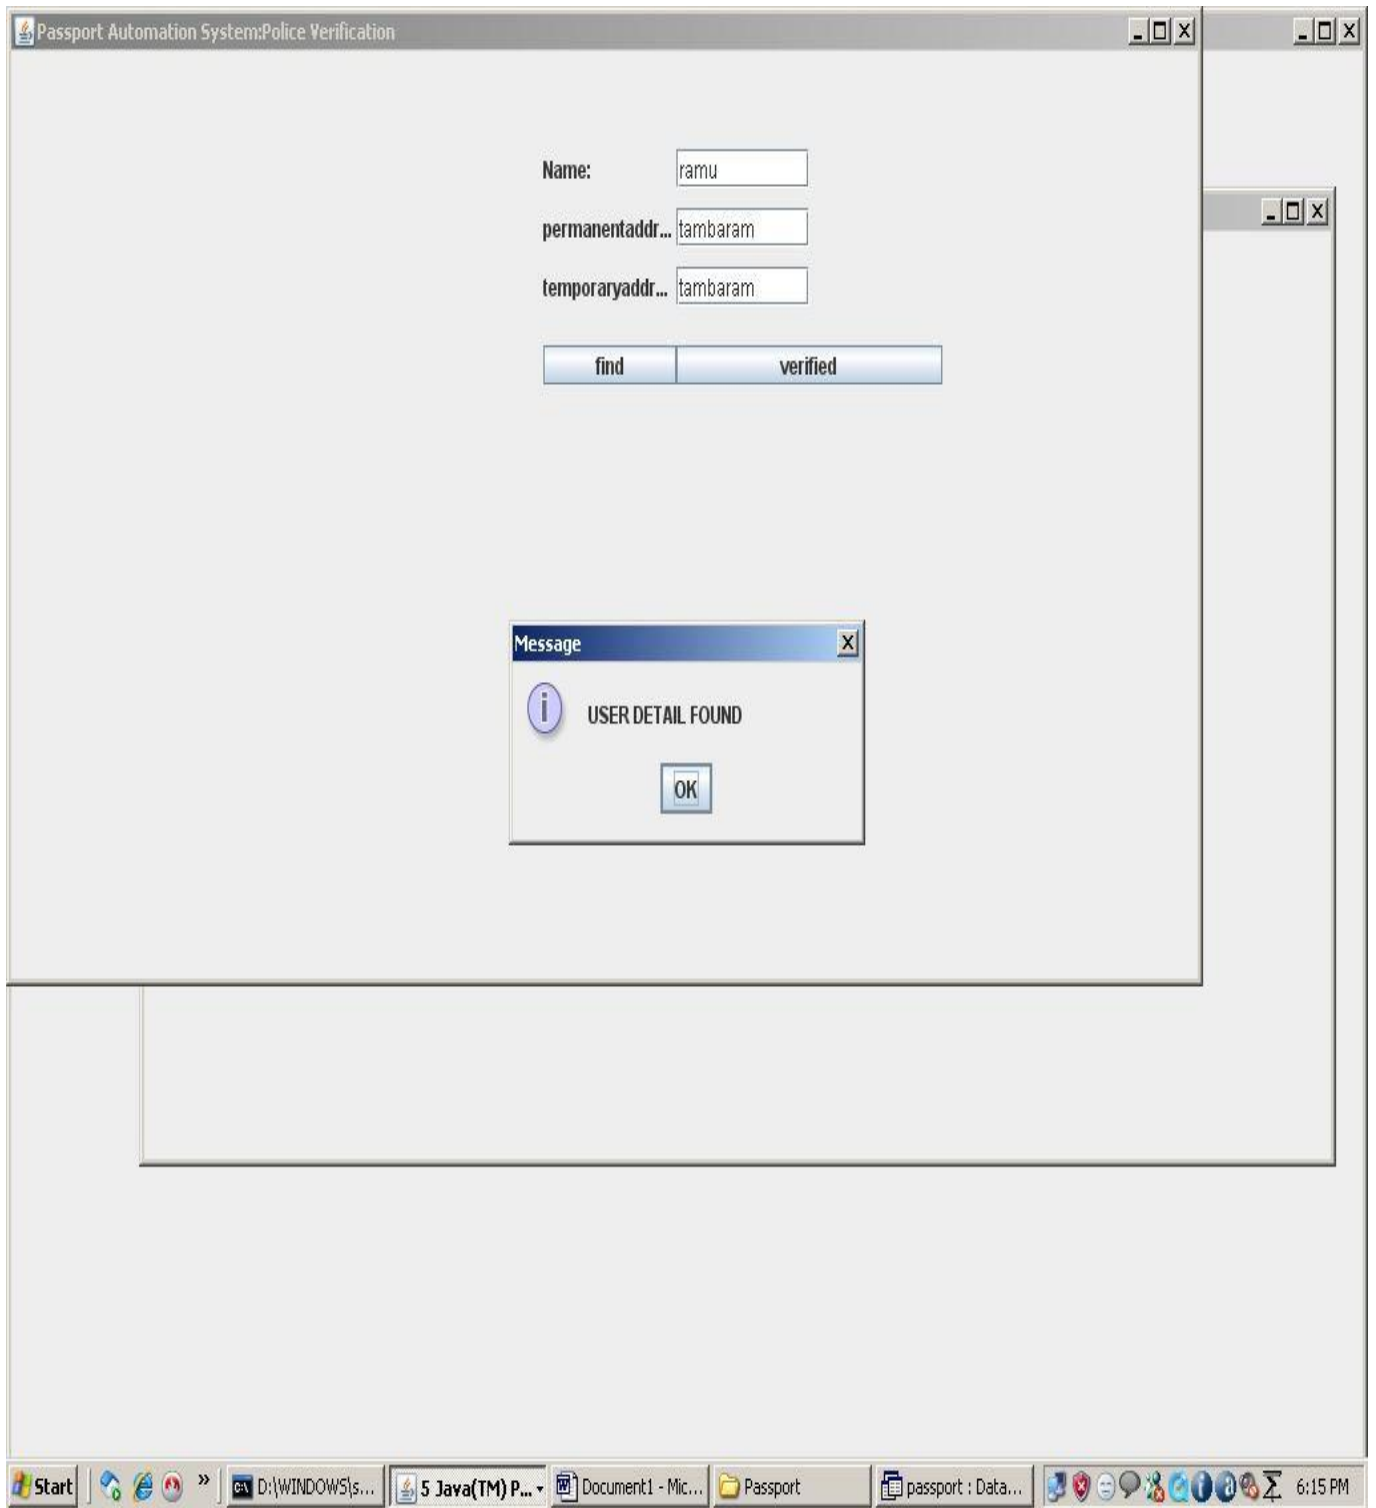 Passport Automation System:Police Verification
Name: ramu
permanentaddr... tambaram
temporaryaddr... tambaram
find verified
Message
i USER DETAIL FOUND
OK
Start » D:\WINDOWS\s... 5 Java(TM) P... Document1 - Mic... Passport passport : Data... 6:15 PM